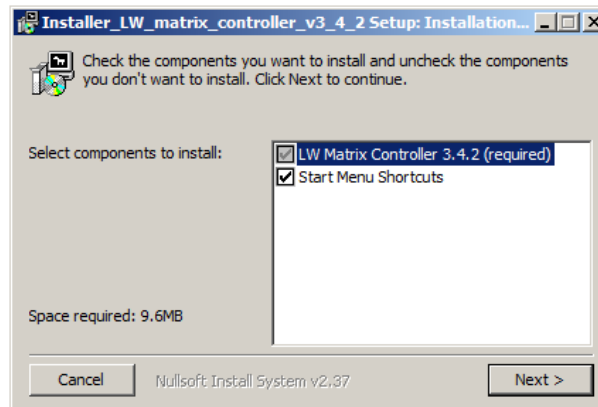 Installer_LW_matrix_controller_v3_4_2 Setup: Installation...
Check the components you want to install and uncheck the components
you don't want to install. Click Next to continue.
Select components to install:
LW Matrix Controller 3.4.2 (required)
Start Menu Shortcuts
Space required: 9.6MB
Cancel
Nullsoft Install System v2.37
Next >